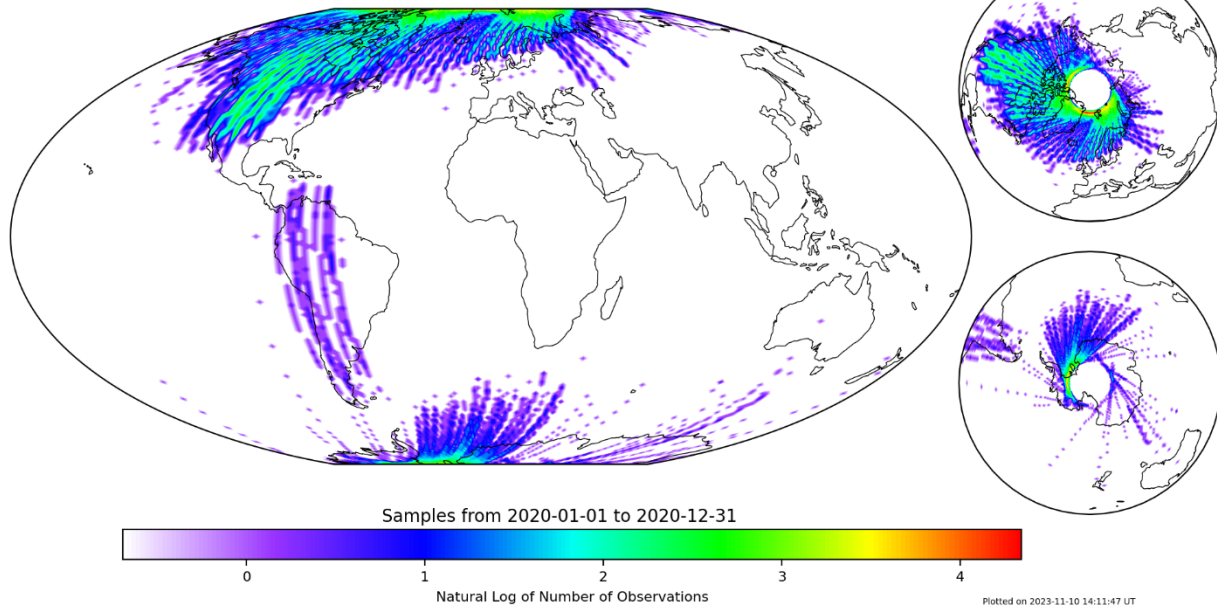 Samples from 2020-01-01 to 2020-12-31
0 1 2 3 4
Natural Log of Number of Observations
Plotted on 2023-11-10 14:11:47 UT